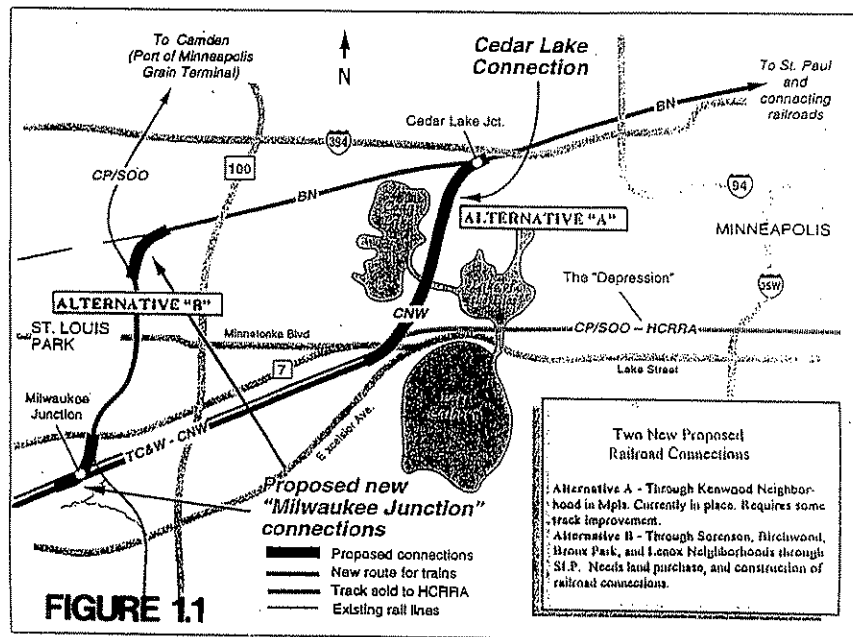 To Camden
(Port of Minneapolis
Grain Terminal)
N
Cedar Lake
Connection
To St. Paul
and
connecting
railroads
BN
Cedar Lake Jct.
394
100
CP/SOO
94
BN
ALTERNATIVE "A"
MINNEAPOLIS
The "Depression"
35W
ALTERNATIVE "B"
CNW
ST. LOUIS
PARK
Minnetonka Blvd
CP/SOO - HCRRA
7
Lake Street
Milwaukee
Junction
TC&W - CNW
Excelsior Ave.
Proposed new
"Milwaukee Junction"
connections
Proposed connections
New route for trains
Track sold to HCRRA
Existing rail lines
Two New Proposed
Railroad Connections
Alternative A - Through Kenwood Neighbor-
hood in Mpls. Currently in place. Requires some
track improvement.
Alternative B - Through Sorenson, Birchwood,
Bronx Park, and Lenox Neighborhoods through
St.P. Needs land purchase, and construction of
railroad connections.
FIGURE 1.1